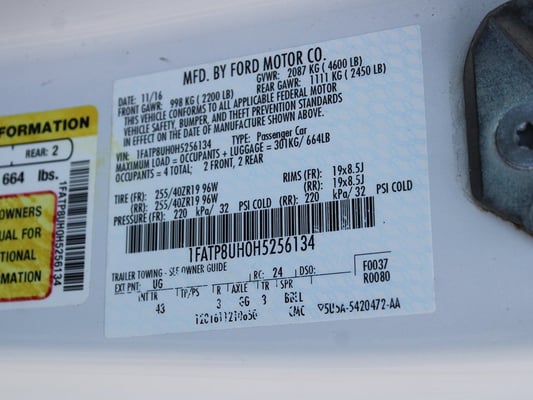 MFD. BY FORD MOTOR CO.
DATE: 11/16 GVWR: 2087 KG ( 4600 LB)
FRONT GAWR: 998 KG ( 2200 LB) REAR GAWR: 1111 KG ( 2450 LB)
THIS VEHICLE CONFORMS TO ALL APPLICABLE FEDERAL MOTOR
VEHICLE SAFETY, BUMPER, AND THEFT PREVENTION STANDARDS
IN EFFECT ON THE DATE OF MANUFACTURE SHOWN ABOVE.
VIN: 1FATP8UH0H5256134 TYPE: Passenger Car
MAXIMUM LOAD = OCCUPANTS + LUGGAGE = 301KG/ 664LB
OCCUPANTS = 4 TOTAL: 2 FRONT, 2 REAR
TIRE (FR): 255/40ZR19 96W RIMS (FR): 19x8.5J
(RR): 255/40ZR19 96W (RR): 19x8.5J
PRESSURE (FR): 220 kPa/ 32 PSI COLD (RR): 220 kPa/ 32 PSI COLD
1FATP8UH0H5256134
TRAILER TOWING - SEE OWNER GUIDE
EXT PNT: UG RC: 24 DSO: F0037
R0080
INT TR TP/PS R AXLE TR SPR
43 3 GG 3
CMC 5U5A-5420472-AA
FORMATION
REAR: 2
664 lbs.
OWNERS
UAL FOR
TIONAL
MATION
1FATP8UH0H5256134